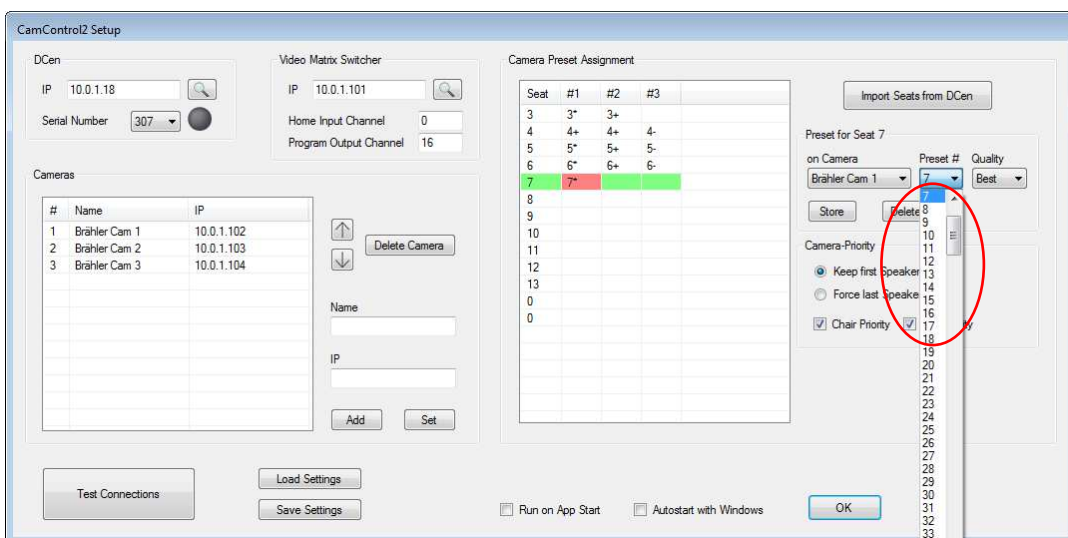 CamControl2 Setup
DCen
IP 10.0.1.18
Serial Number 307
Video Matrix Switcher
IP 10.0.1.101
Home Input Channel 0
Program Output Channel 16
Cameras
# Name IP
1 Brähler Cam 1 10.0.1.102
2 Brähler Cam 2 10.0.1.103
3 Brähler Cam 3 10.0.1.104
Delete Camera
Name
IP
Add Set
Camera Preset Assignment
Seat #1 #2 #3
3 3* 3+
4 4+ 4+ 4-
5 5* 5+ 5-
6 6* 6+ 6-
7 7*
8
9
10
11
12
13
0
0
Import Seats from DCen
Preset for Seat 7
on Camera Preset # Quality
Brähler Cam 1 7 Best
Store Delete
Camera-Priority
Keep first Speaker
Force last Speake
Chair Priority
7
8
9
10
11
12
13
14
15
16
17
18
19
20
21
22
23
24
25
26
27
28
29
30
31
32
33
Test Connections
Load Settings
Save Settings
Run on App Start Autostart with Windows OK